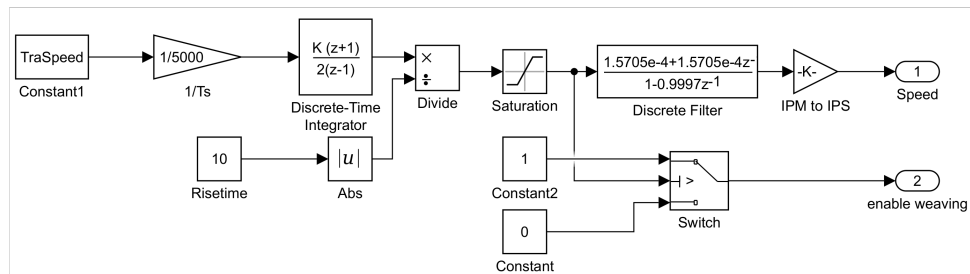 TraSpeed
Constant1
1/5000
1/Ts
K (z+1)
2(z-1)
Discrete-Time
Integrator
×
÷
Divide
Saturation
1.5705e-4+1.5705e-4z-
1-0.9997z-1
Discrete Filter
-K-
IPM to IPS
1
Speed
10
Risetime
|u|
Abs
1
Constant2
>
Switch
2
enable weaving
0
Constant